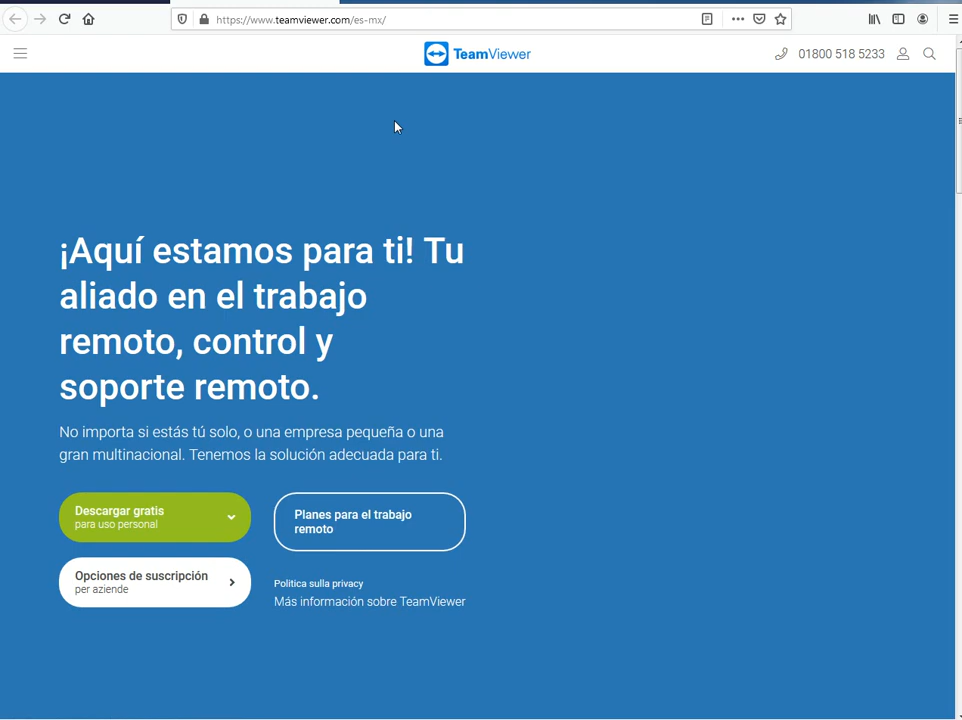 https://www.teamviewer.com/es-mx/
TeamViewer
01800 518 5233
¡Aquí estamos para ti! Tu
aliado en el trabajo
remoto, control y
soporte remoto.
No importa si estás tú solo, o una empresa pequeña o una
gran multinacional. Tenemos la solución adecuada para ti.
Descargar gratis
para uso personal
Planes para el trabajo
remoto
Opciones de suscripción
per aziende
Politica sulla privacy
Más información sobre TeamViewer